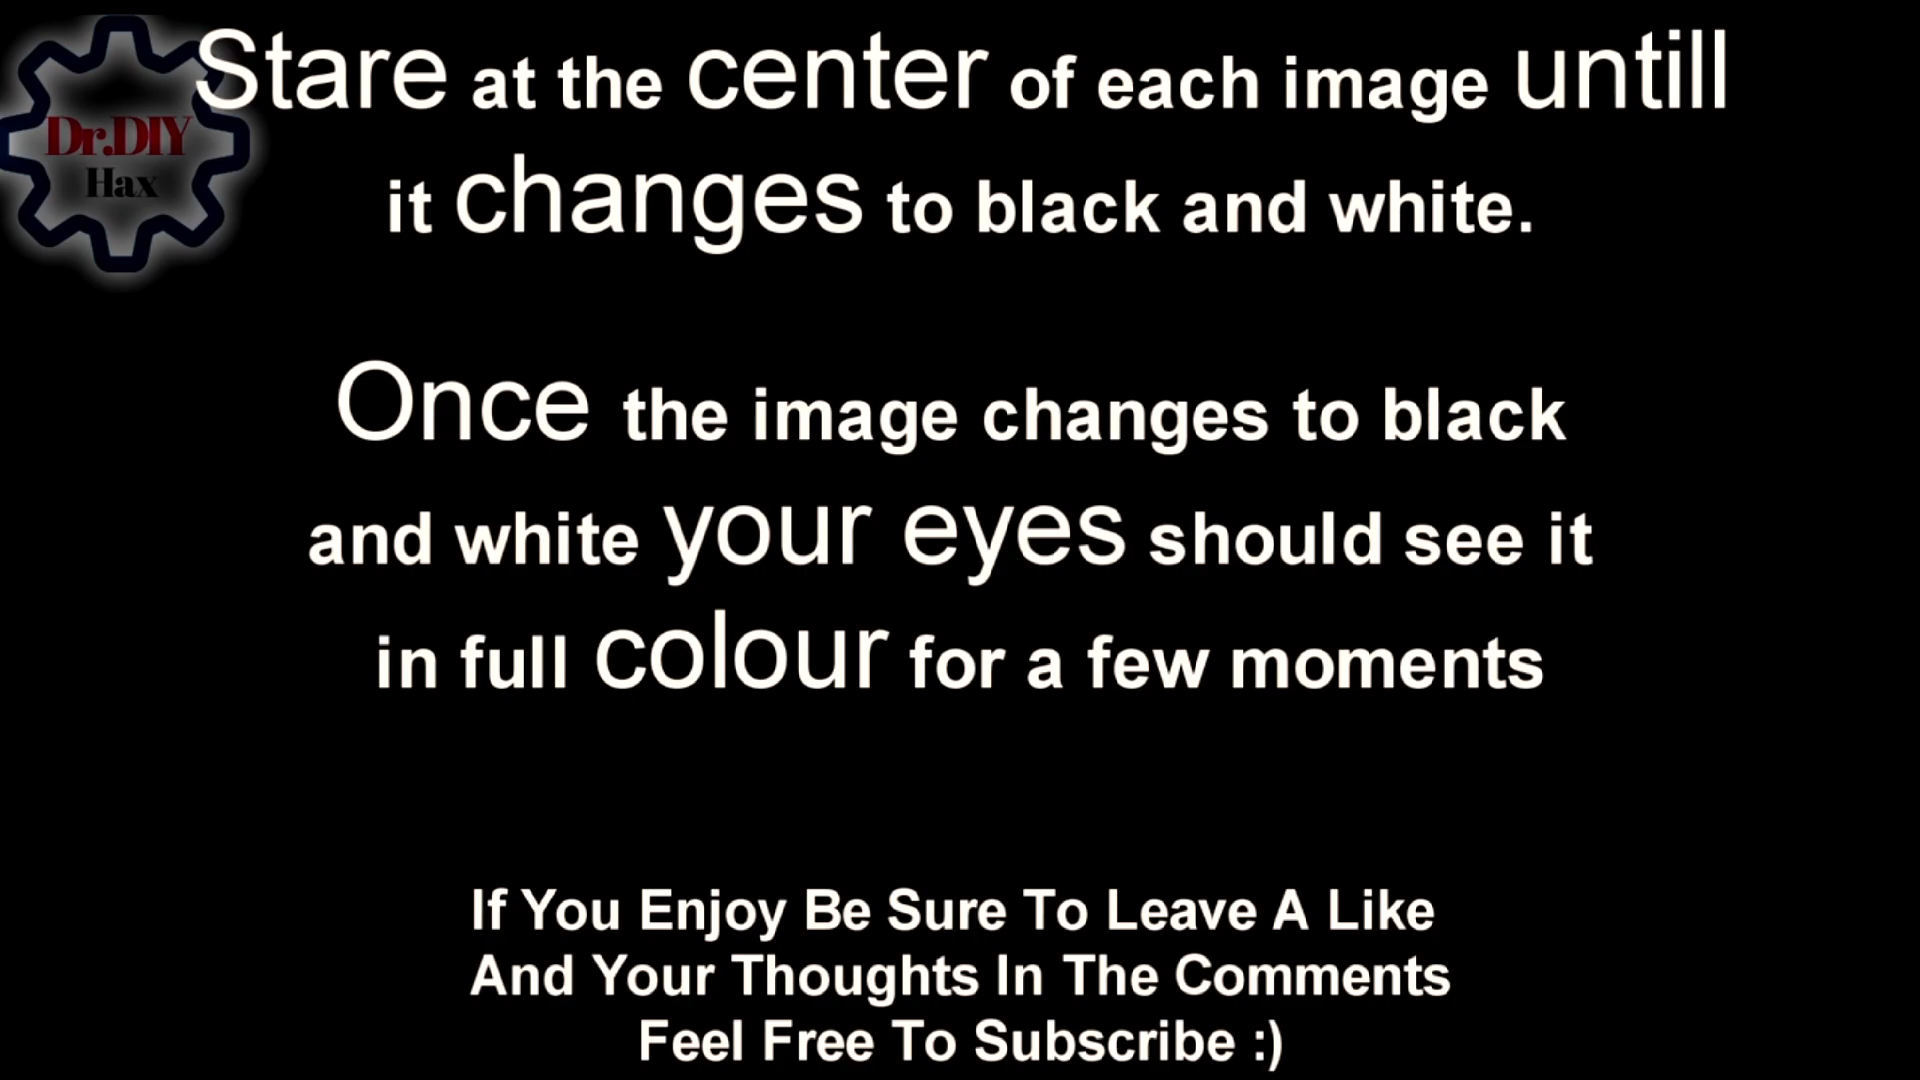 Dr.DIY
Hax
Stare at the center of each image untill
it changes to black and white.
Once the image changes to black
and white your eyes should see it
in full colour for a few moments
If You Enjoy Be Sure To Leave A Like
And Your Thoughts In The Comments
Feel Free To Subscribe :)